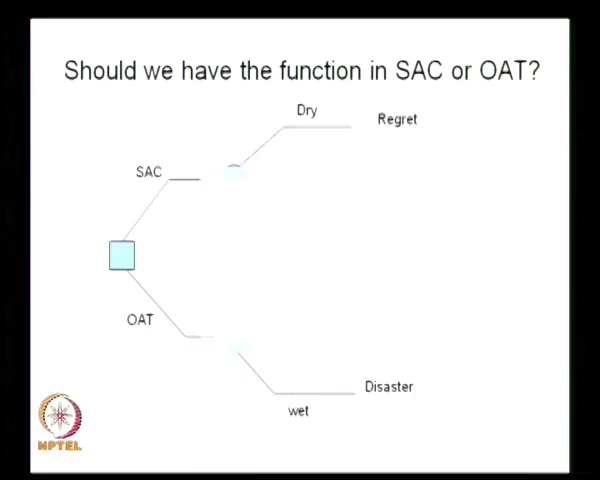 Should we have the function in SAC or OAT?
Dry
Regret
SAC
OAT
Disaster
wet
NPTEL